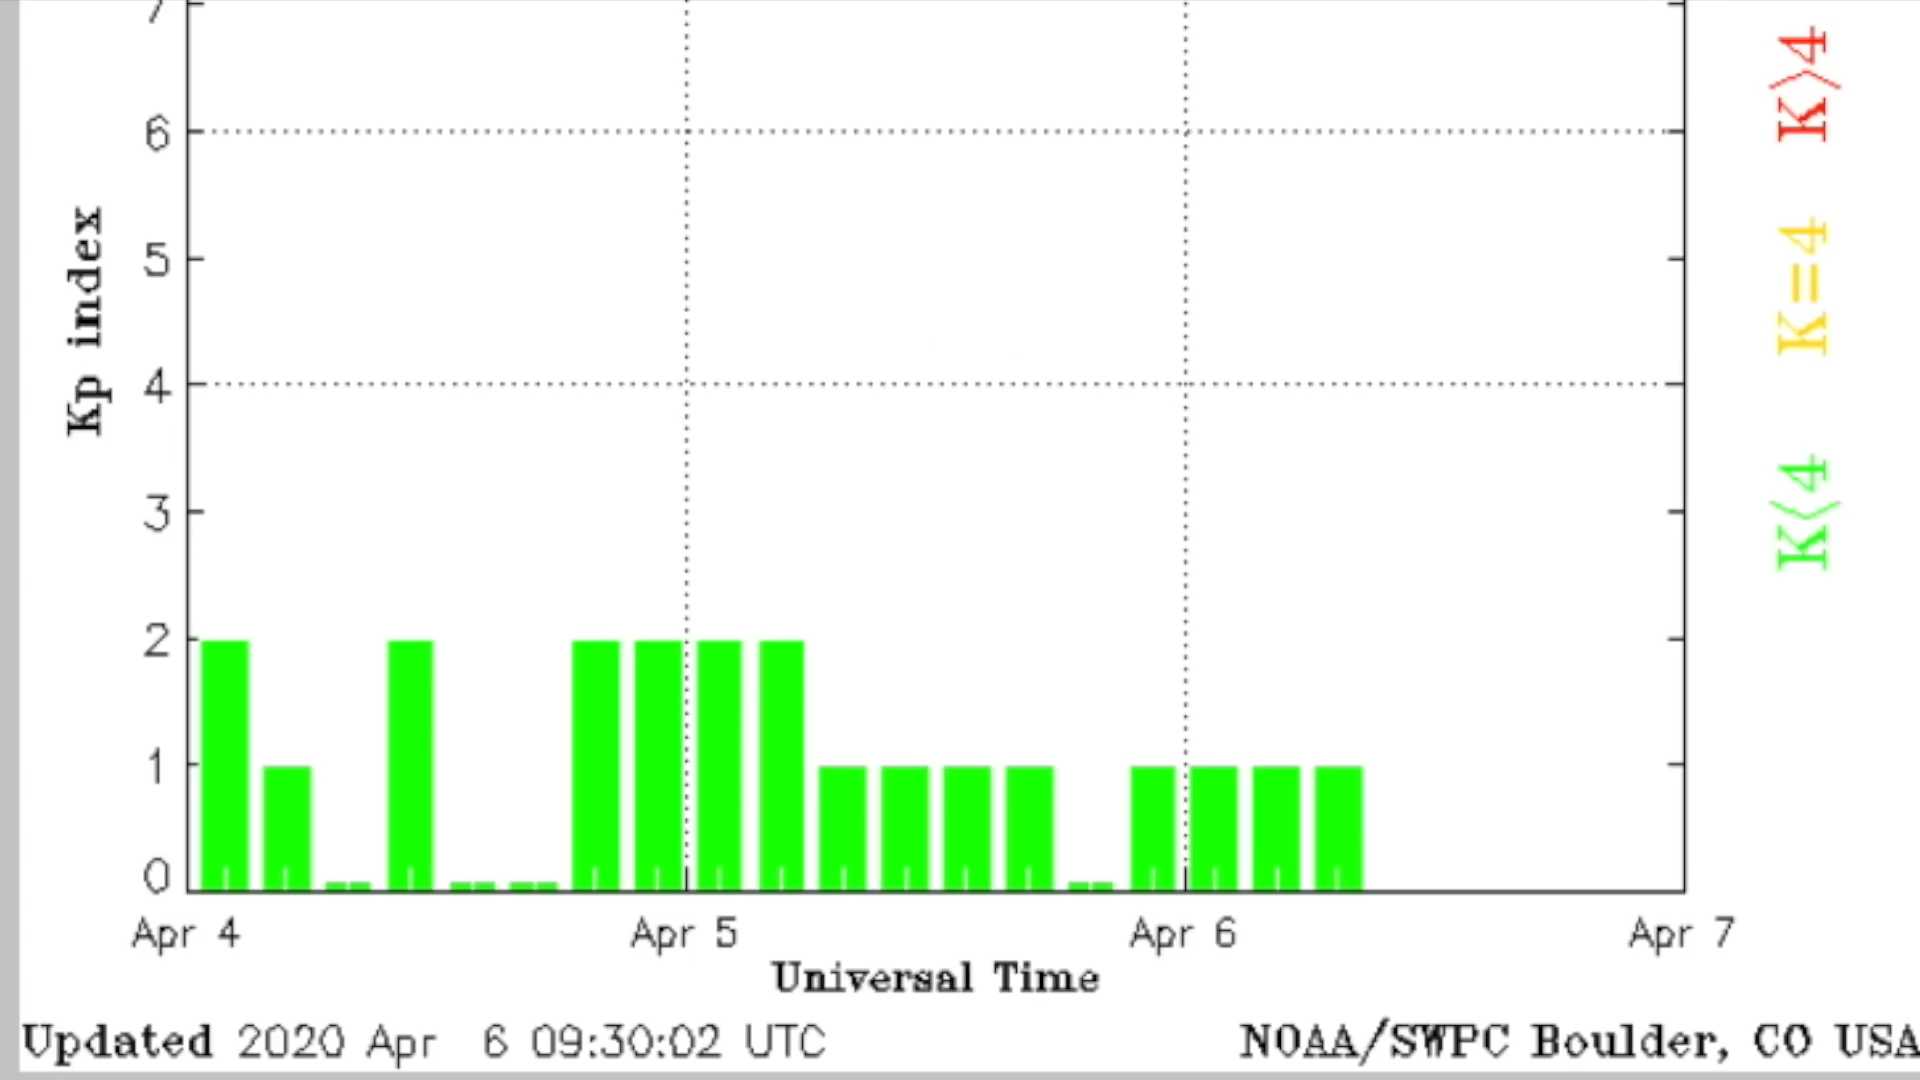 7
6
5
4
3
2
1
0
Kp index
K>4
K=4
K<4
Apr 4
Apr 5
Apr 6
Apr 7
Universal Time
Updated 2020 Apr 6 09:30:02 UTC
NOAA/SWPC Boulder, CO USA